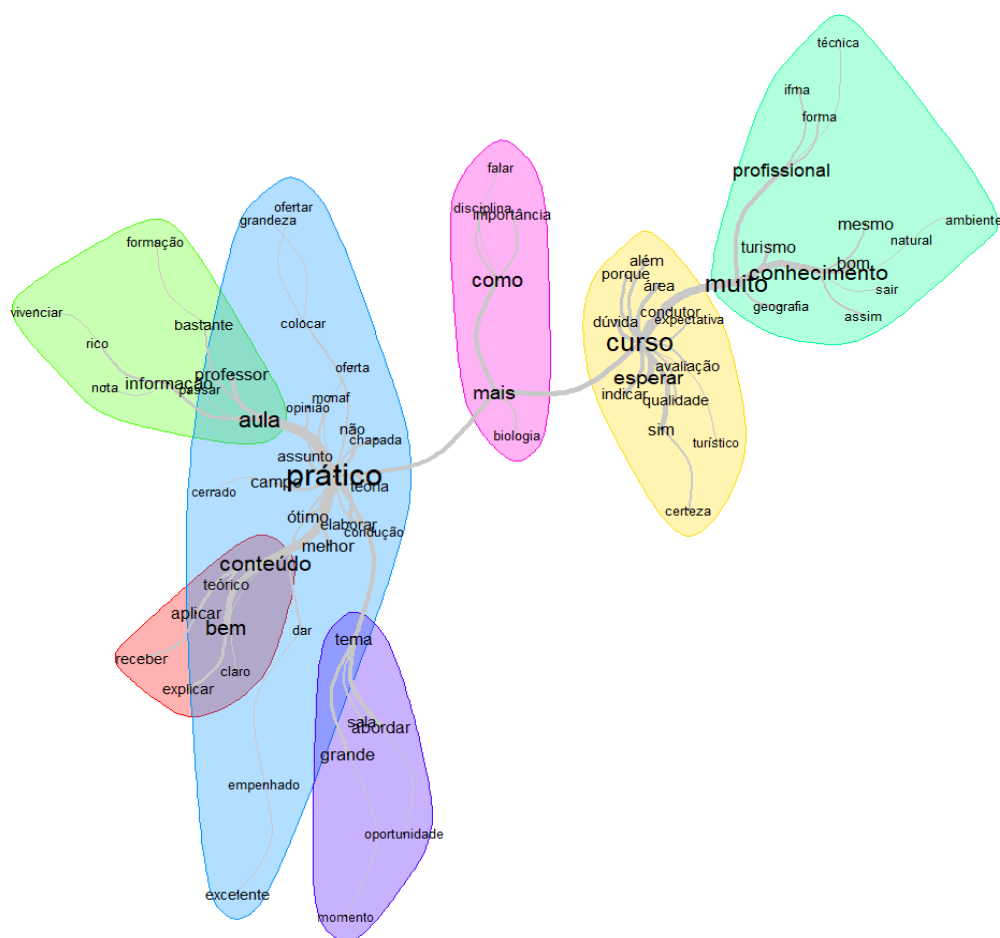 técnica
ifma
forma
profissional
mesmo
ambiente
natural
turismo
bom
conhecimento
muito
sair
geografia
assim
falar
disciplina
importância
como
mais
biologia
além
porque
área
condutor
dúvida
expectativa
curso
avaliação
esperar
indicar
qualidade
sim
turístico
certeza
ofertar
grandeza
colocar
oferta
monaf
opinião
não
chapada
assunto
prático
campo
teoria
cerrado
ótimo
elaborar
condução
melhor
formação
vivenciar
bastante
rico
professor
informação
nota
passar
aula
conteúdo
teórico
aplicar
bem
receber
claro
explicar
dar
empenhado
excelente
tema
sala
abordar
grande
oportunidade
momento